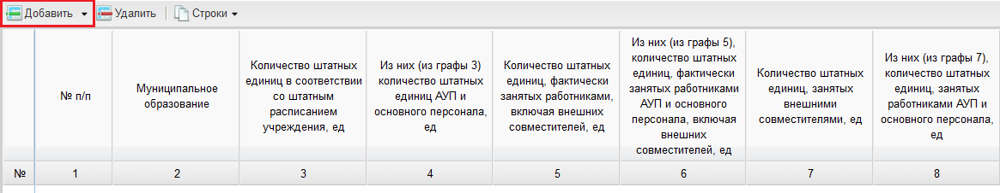 Добавить Удалить Строки
№ п/п
Муниципальное
образование
Количество штатных
единиц в соответствии
со штатным
расписанием
учреждения, ед
Из них (из графы 3)
количество штатных
единиц АУП и
основного персонала,
ед
Количество штатных
единиц, фактически
занятых работниками,
включая внешних
совместителей, ед
Из них (из графы 5),
количество штатных
единиц, фактически
занятых работниками
АУП и основного
персонала, включая
внешних
совместителей, ед
Количество штатных
единиц, занятых
внешними
совместителями, ед
Из них (из графы 7),
количество штатных
единиц, занятых
работниками АУП и
основного персонала,
ед
№ 1 2 3 4 5 6 7 8